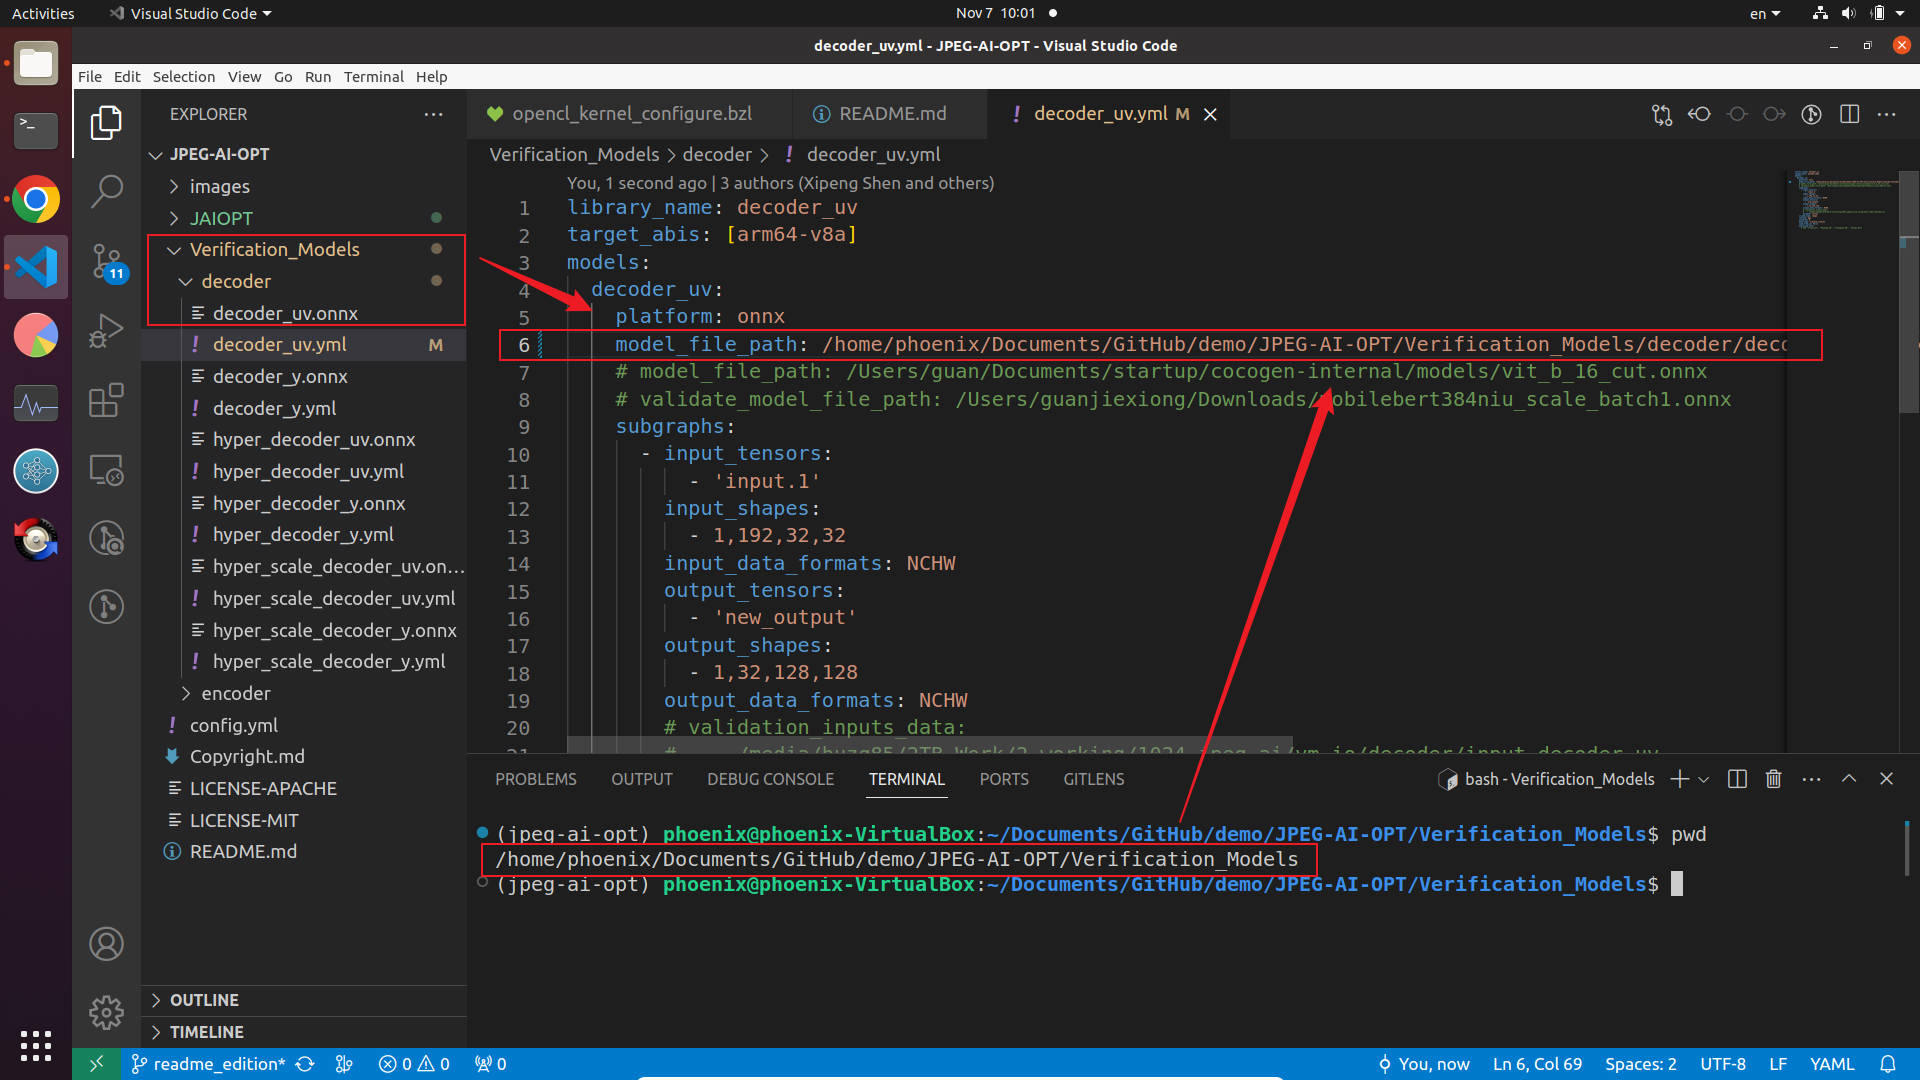 Activities
Visual Studio Code
Nov 7 10:01
en
decoder_uv.yml - JPEG-AI-OPT - Visual Studio Code
File Edit Selection View Go Run Terminal Help
EXPLORER
JPEG-AI-OPT
images
JAIOPT
Verification_Models
decoder
decoder_uv.onnx
decoder_uv.yml M
decoder_y.onnx
decoder_y.yml
hyper_decoder_uv.onnx
hyper_decoder_uv.yml
hyper_decoder_y.onnx
hyper_decoder_y.yml
hyper_scale_decoder_uv.on...
hyper_scale_decoder_uv.yml
hyper_scale_decoder_y.onnx
hyper_scale_decoder_y.yml
encoder
config.yml
Copyright.md
LICENSE-APACHE
LICENSE-MIT
README.md
OUTLINE
TIMELINE
11
opencl_kernel_configure.bzl
README.md
decoder_uv.yml M
Verification_Models > decoder > ! decoder_uv.yml
You, 1 second ago | 3 authors (Xipeng Shen and others)
1 library_name: decoder_uv
2 target_abis: [arm64-v8a]
3 models:
4 decoder_uv:
5 platform: onnx
6 model_file_path: /home/phoenix/Documents/GitHub/demo/JPEG-AI-OPT/Verification_Models/decoder/deco
7 # model_file_path: /Users/guan/Documents/startup/cocogen-internal/models/vit_b_16_cut.onnx
8 # validate_model_file_path: /Users/guanjiexiong/Downloads/mobilebert384niu_scale_batch1.onnx
9 subgraphs:
10 - input_tensors:
11 - 'input.1'
12 input_shapes:
13 - 1,192,32,32
14 input_data_formats: NCHW
15 output_tensors:
16 - 'new_output'
17 output_shapes:
18 - 1,32,128,128
19 output_data_formats: NCHW
20 # validation_inputs_data:
21 #
PROBLEMS OUTPUT DEBUG CONSOLE TERMINAL PORTS GITLENS
bash - Verification_Models
(jpeg-ai-opt) phoenix@phoenix-VirtualBox:~/Documents/GitHub/demo/JPEG-AI-OPT/Verification_Models$ pwd
/home/phoenix/Documents/GitHub/demo/JPEG-AI-OPT/Verification_Models
(jpeg-ai-opt) phoenix@phoenix-VirtualBox:~/Documents/GitHub/demo/JPEG-AI-OPT/Verification_Models$
readme_edition* 0 0 0
You, now Ln 6, Col 69 Spaces: 2 UTF-8 LF YAML